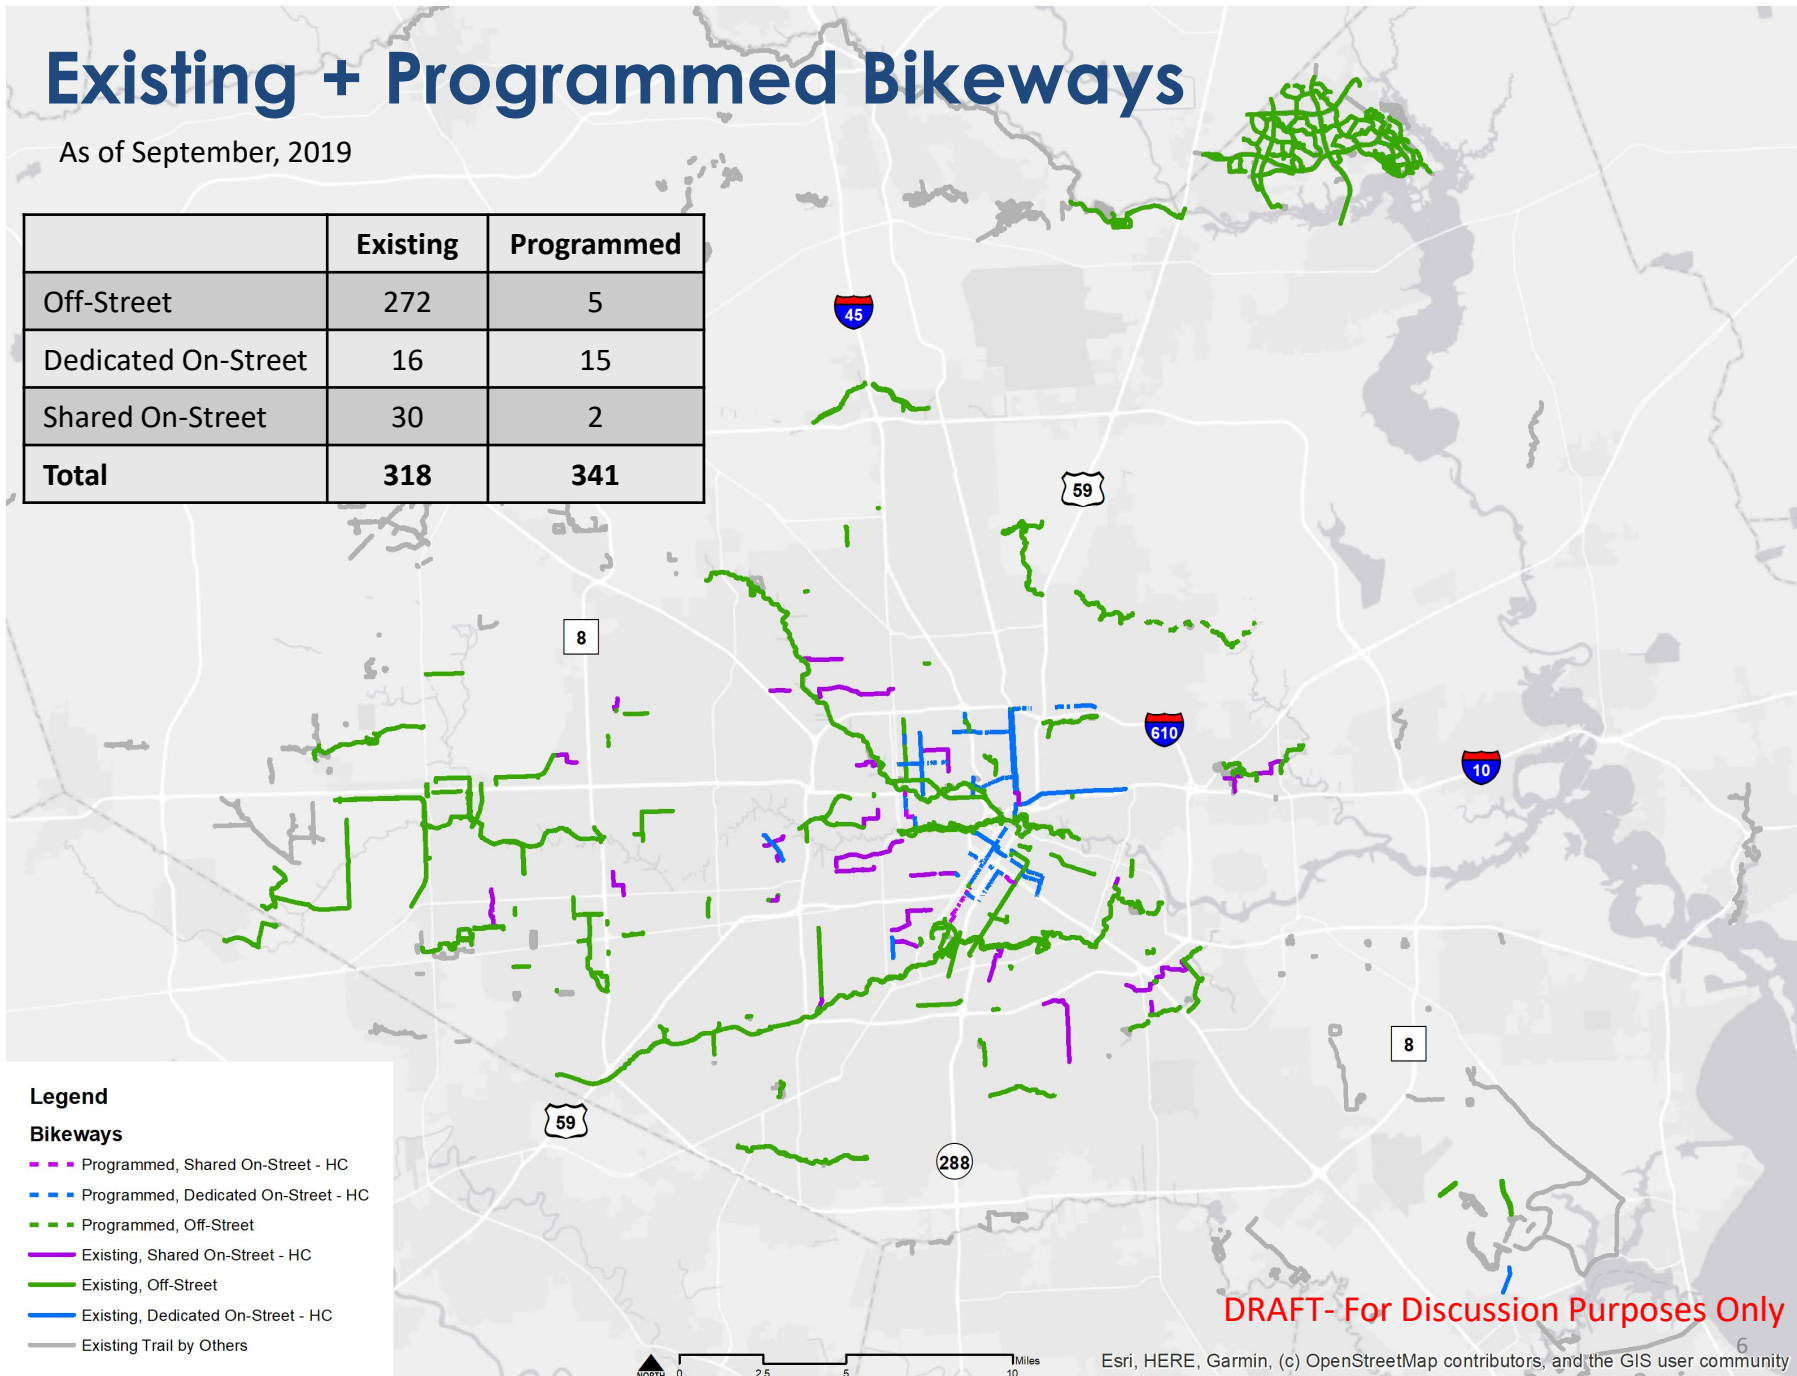 Existing + Programmed Bikeways
As of September, 2019
Existing Programmed
Off-Street 272 5
Dedicated On-Street 16 15
Shared On-Street 30 2
Total 318 341
45
59
8
610
10
8
59
288
Legend
Bikeways
Programmed, Shared On-Street - HC
Programmed, Dedicated On-Street - HC
Programmed, Off-Street
Existing, Shared On-Street - HC
Existing, Off-Street
Existing, Dedicated On-Street - HC
Existing Trail by Others
DRAFT- For Discussion Purposes Only
6
Miles
NORTH 0 2.5 5 10
Esri, HERE, Garmin, (c) OpenStreetMap contributors, and the GIS user community